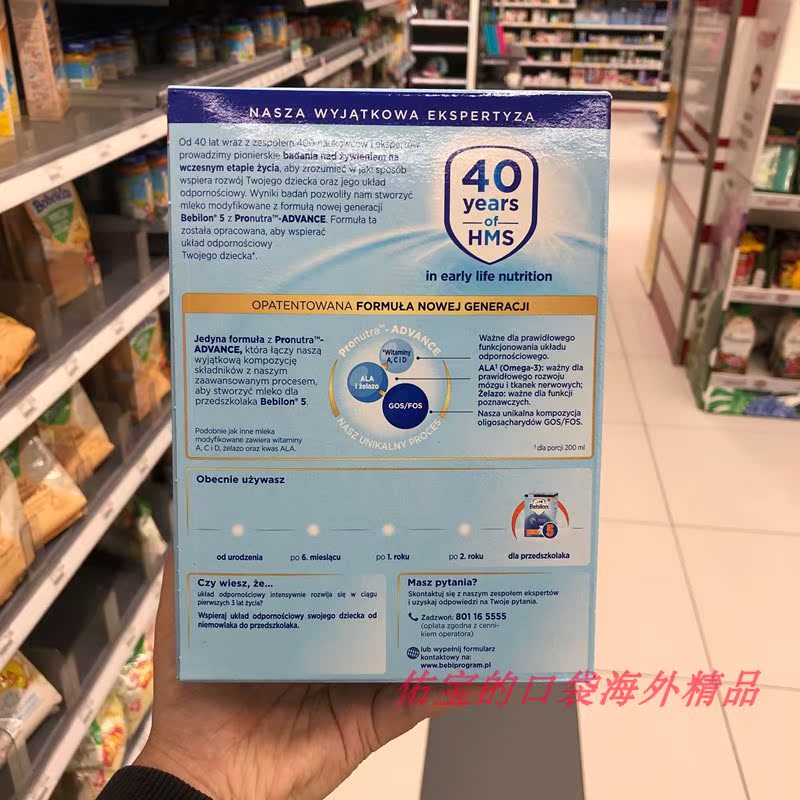 NASZA WYJĄTKOWA EKSPERTYZA
Od 40 lat wraz z zespołem 400 naukowców i ekspertów
prowadzimy pionierskie badania nad żywieniem na
wczesnym etapie życia, aby zrozumieć w jaki sposób
wspiera rozwój Twojego dziecka oraz jego układ
odpornościowy. Wyniki badań pozwoliły nam stworzyć
mleko modyfikowane z formułą nowej generacji
Bebilon® 5 z Pronutra™-ADVANCE. Formuła ta
została opracowana, aby wspierać
układ odpornościowy
Twojego dziecka*.
40
years
of
HMS
in early life nutrition
OPATENTOWANA FORMUŁA NOWEJ GENERACJI
Jedyna formuła z Pronutra™-
ADVANCE, która łączy naszą
wyjątkową kompozycję
składników z naszym
zaawansowanym procesem,
aby stworzyć mleko dla
przedszkolaka Bebilon® 5.
Podobnie jak inne mleka
modyfikowane zawiera witaminy
A, C i D, żelazo oraz kwas ALA.
Pronutra™-ADVANCE
*Witaminy
A, C i D
ALA
i żelazo
GOS/FOS
NASZ UNIKALNY PROCES
Ważne dla prawidłowego
funkcjonowania układu
odpornościowego.
ALA¹ (Omega-3): ważny dla
prawidłowego rozwoju
mózgu i tkanek nerwowych;
Żelazo: ważne dla funkcji
poznawczych.
Nasza unikalna kompozycja
oligosacharydów GOS/FOS.
¹ dla porcji 200 ml
Obecnie używasz
Bebilon
5
od urodzenia
po 6. miesiącu
po 1. roku
po 2. roku
dla przedszkolaka
Czy wiesz, że...
układ odpornościowy intensywnie rozwija się w ciągu
pierwszych 3 lat życia?
Wspieraj układ odpornościowy swojego dziecka od
niemowlaka do przedszkolaka.
Masz pytania?
Skontaktuj się z naszym zespołem ekspertów
i uzyskaj odpowiedzi na Twoje pytania.
Zadzwoń: 801 16 5555
(opłata zgodna z cenni-
kiem operatora)
lub wypełnij formularz
kontaktowy na:
www.bebiprogram.pl
佑宝的口袋海外精品